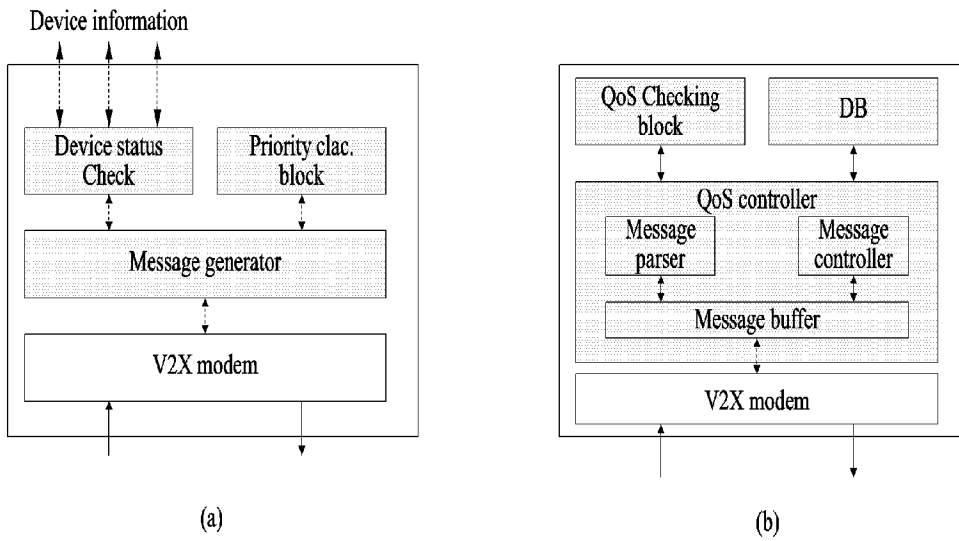 Device information
Device status
Check
Priority clac.
block
Message generator
V2X modem
(a)
QoS Checking
block
DB
QoS controller
Message
parser
Message
controller
Message buffer
V2X modem
(b)